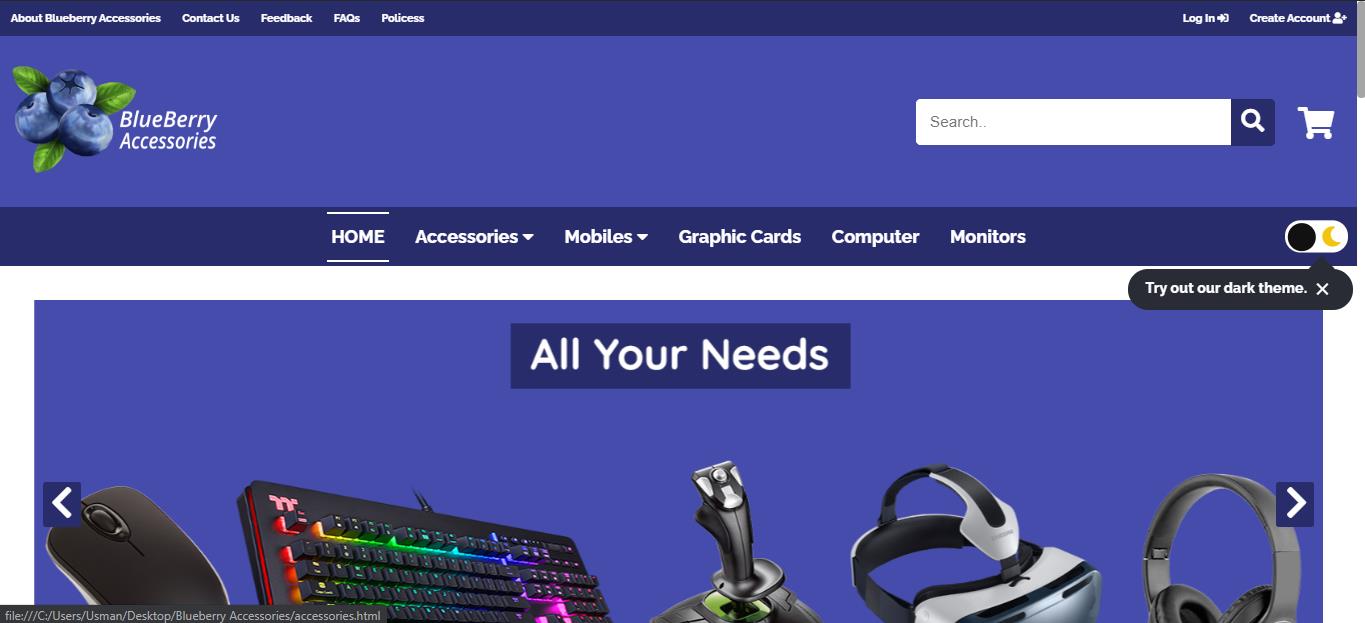 About Blueberry Accessories Contact Us Feedback FAQs Policess Log In Create Account
BlueBerry
Accessories
Search..
HOME Accessories Mobiles Graphic Cards Computer Monitors
Try out our dark theme.
All Your Needs
file:///C:/Users/Usman/Desktop/Blueberry Accessories/accessories.html